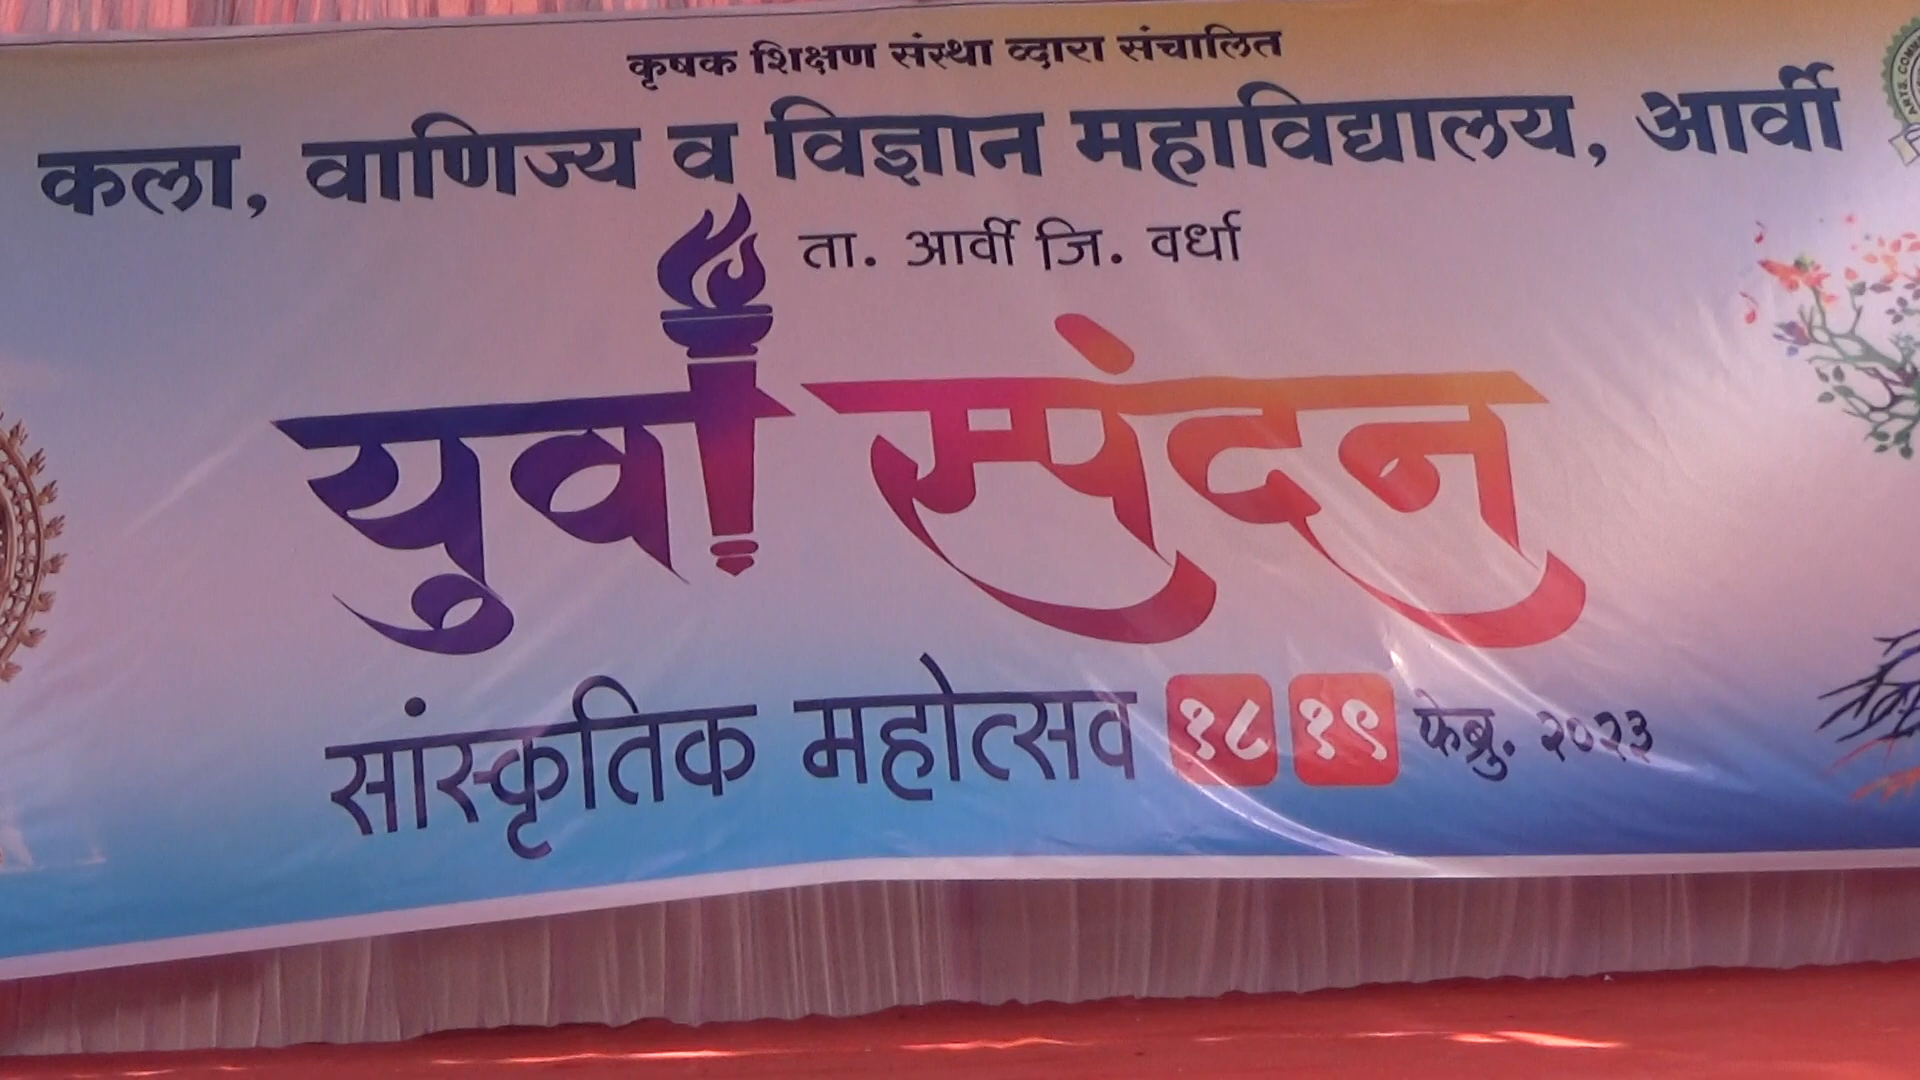 कृषक शिक्षण संस्था व्दारा संचालित
कला, वाणिज्य व विज्ञान महाविद्यालय, आर्वी
ता. आर्वी जि. वर्धा
युवा स्पंदन
सांस्कृतिक महोत्सव १८ १९ फेब्रु. २०२३